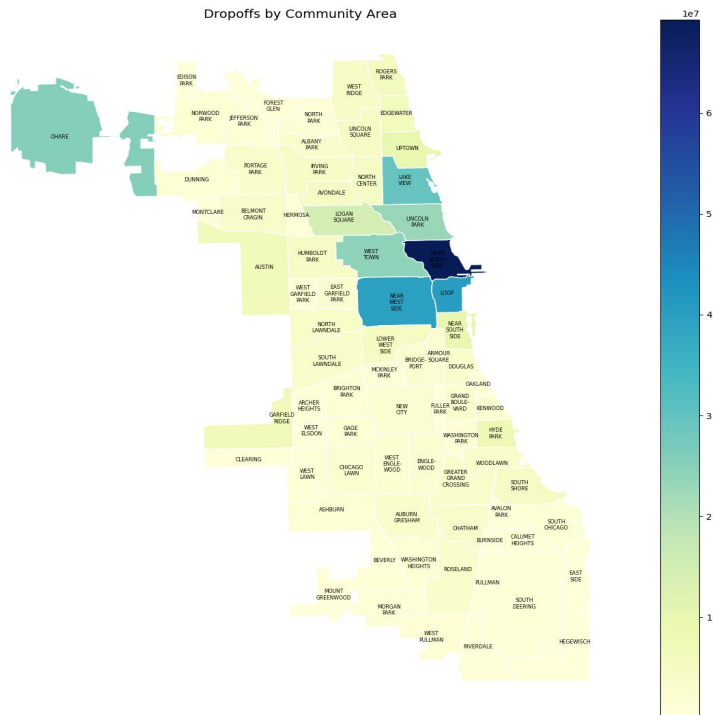 Dropoffs by Community Area
1e7
EDISON
PARK
ROGERS
PARK
WEST
RIDGE
FOREST
GLEN
NORWOOD
PARK
JEFFERSON
PARK
NORTH
PARK
EDGEWATER
LINCOLN
SQUARE
OHARE
ALBANY
PARK
UPTOWN
PORTAGE
PARK
IRVING
PARK
DUNNING
NORTH
CENTER
LAKE
VIEW
AVONDALE
MONTCLARE
BELMONT
CRAGIN
HERMOSA
LOGAN
SQUARE
LINCOLN
PARK
HUMBOLDT
PARK
WEST
TOWN
NEAR
NORTH
SIDE
AUSTIN
WEST
GARFIELD
PARK
EAST
GARFIELD
PARK
NEAR
WEST
SIDE
LOOP
NORTH
LAWNDALE
NEAR
SOUTH
SIDE
LOWER
WEST
SIDE
SOUTH
LAWNDALE
ARMOUR
SQUARE
BRIDGE-
PORT
DOUGLAS
MCKINLEY
PARK
OAKLAND
BRIGHTON
PARK
ARCHER
HEIGHTS
NEW
CITY
FULLER
PARK
GRAND
BOULE-
VARD
KENWOOD
GARFIELD
RIDGE
WEST
ELSDON
GAGE
PARK
WASHINGTON
PARK
HYDE
PARK
CLEARING
WEST
LAWN
CHICAGO
LAWN
WEST
ENGLE-
WOOD
ENGLE-
WOOD
WOODLAWN
GREATER
GRAND
CROSSING
SOUTH
SHORE
ASHBURN
AUBURN
GRESHAM
CHATHAM
AVALON
PARK
SOUTH
CHICAGO
BURNSIDE
CALUMET
HEIGHTS
BEVERLY
WASHINGTON
HEIGHTS
ROSELAND
PULLMAN
EAST
SIDE
MOUNT
GREENWOOD
MORGAN
PARK
SOUTH
DEERING
WEST
PULLMAN
RIVERDALE
HEGEWISCH
6
5
4
3
2
1